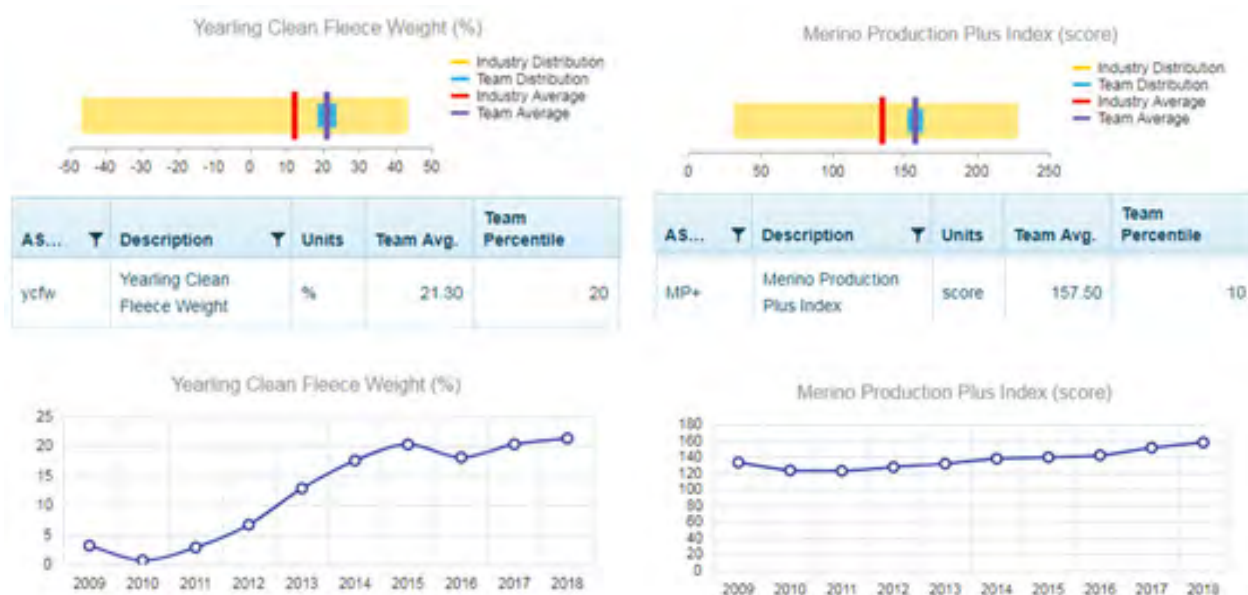 Yearling Clean Fleece Weight (%)
Industry Distribution
Team Distribution
Industry Average
Team Average
-50 -40 -30 -20 -10 0 10 20 30 40 50
AS... Description Units Team Avg. Team
Percentile
ycfw Yearling Clean
Fleece Weight % 21.30 20
Merino Production Plus Index (score)
Industry Distribution
Team Distribution
Industry Average
Team Average
0 50 100 150 200 250
AS... Description Units Team Avg. Team
Percentile
MP+ Merino Production
Plus Index score 157.50 10
Yearling Clean Fleece Weight (%)
25
20
15
10
5
0
2009 2010 2011 2012 2013 2014 2015 2016 2017 2018
Merino Production Plus Index (score)
180
160
140
120
100
80
60
40
20
0
2009 2010 2011 2012 2013 2014 2015 2016 2017 2018